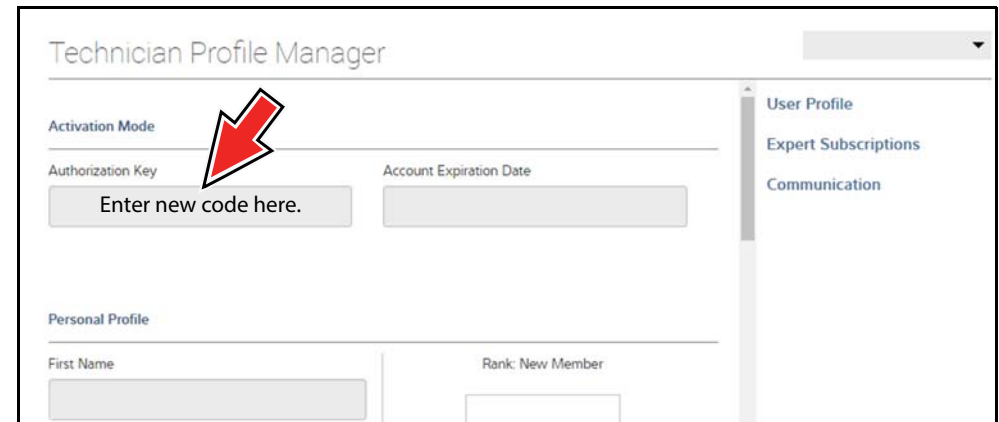 Technician Profile Manager
Activation Mode
Authorization Key
Account Expiration Date
Enter new code here.
Personal Profile
First Name
Rank: New Member
User Profile
Expert Subscriptions
Communication